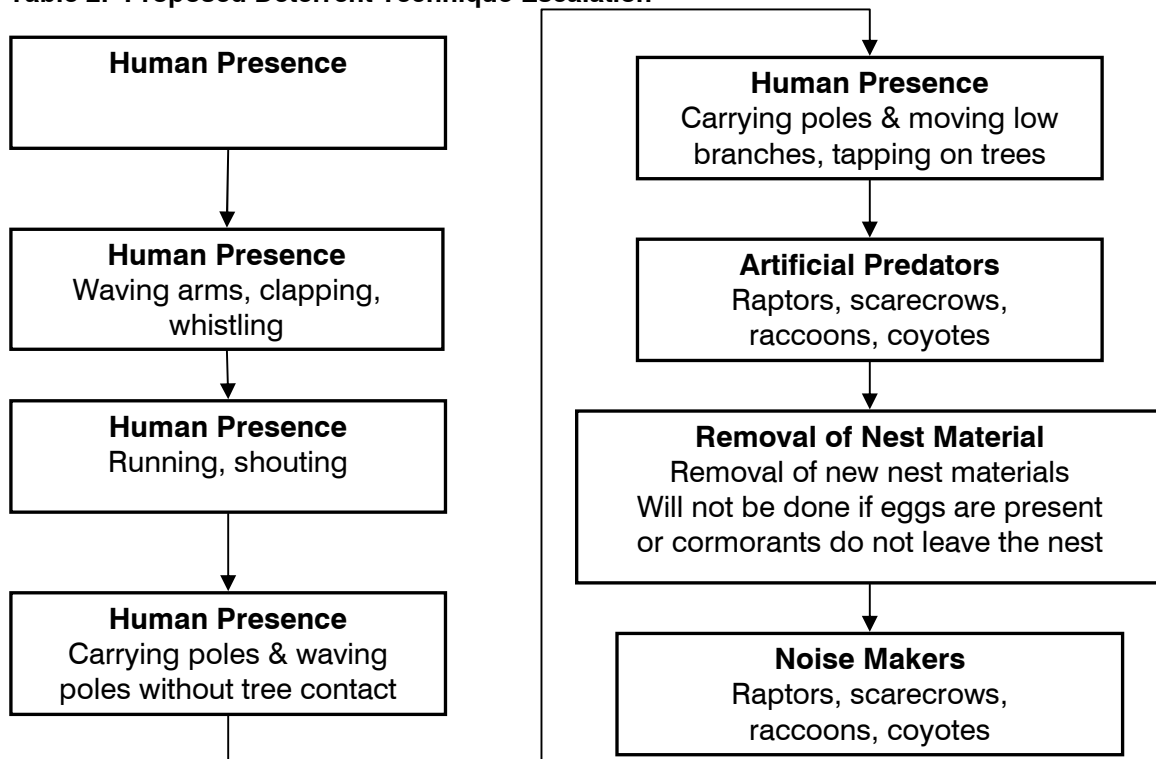 Table 2: Proposed Deterrent Technique Escalation
Human Presence
Human Presence
Waving arms, clapping,
whistling
Human Presence
Running, shouting
Human Presence
Carrying poles & waving
poles without tree contact
Human Presence
Carrying poles & moving low
branches, tapping on trees
Artificial Predators
Raptors, scarecrows,
raccoons, coyotes
Removal of Nest Material
Removal of new nest materials
Will not be done if eggs are present
or cormorants do not leave the nest
Noise Makers
Raptors, scarecrows,
raccoons, coyotes